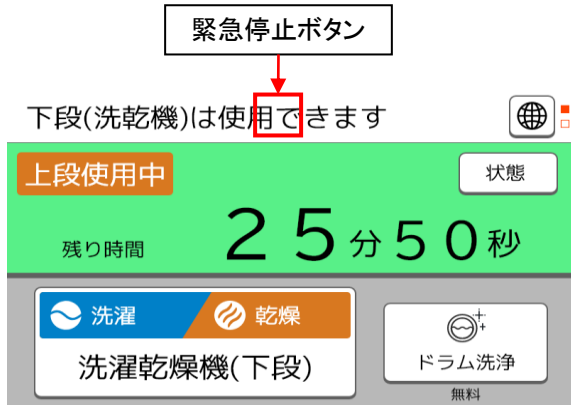 緊急停止ボタン
下段(洗乾機)は使用できます
上段使用中
状態
残り時間 25分50秒
洗濯 乾燥
洗濯乾燥機(下段)
ドラム洗浄
無料